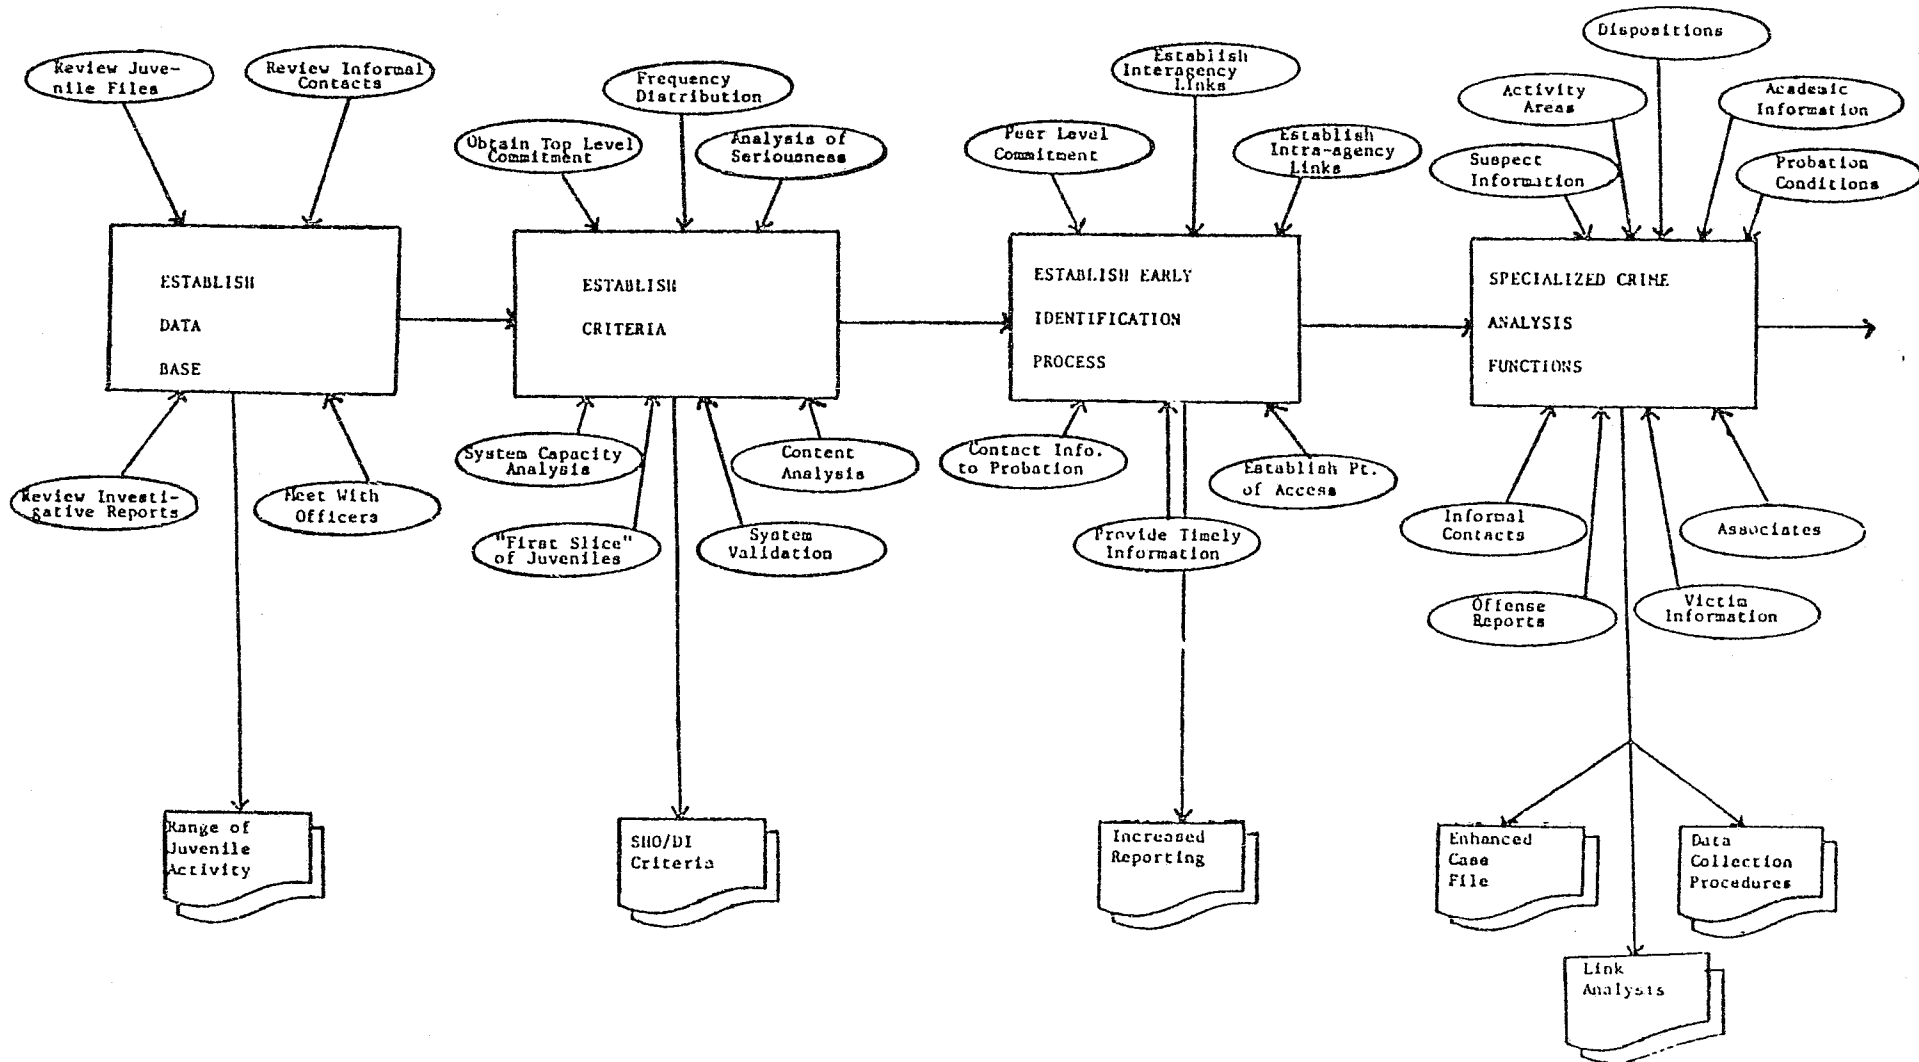 Dispositions
Review Juve-
nile Files
Review Informal
Contacts
Frequency
Distribution
Establish
Interagency
Links
Activity
Areas
Academic
Information
Obtain Top Level
Commitment
Analysis of
Seriousness
Peer Level
Commitment
Establish
Intra-agency
Links
Suspect
Information
Probation
Conditions
ESTABLISH
DATA
BASE
ESTABLISH
CRITERIA
ESTABLISH EARLY
IDENTIFICATION
PROCESS
SPECIALIZED CRIME
ANALYSIS
FUNCTIONS
Review Investi-
gative Reports
Meet With
Officers
System Capacity
Analysis
Content
Analysis
"First Slice"
of Juveniles
System
Validation
Contact Info.
to Probation
Establish Pt.
of Access
Provide Timely
Information
Informal
Contacts
Associates
Offense
Reports
Victim
Information
Range of
Juvenile
Activity
SHO/DI
Criteria
Increased
Reporting
Enhanced
Case
File
Data
Collection
Procedures
Link
Analysis